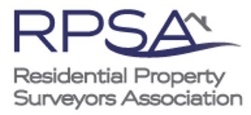 RPSA
Residential Property
Surveyors Association